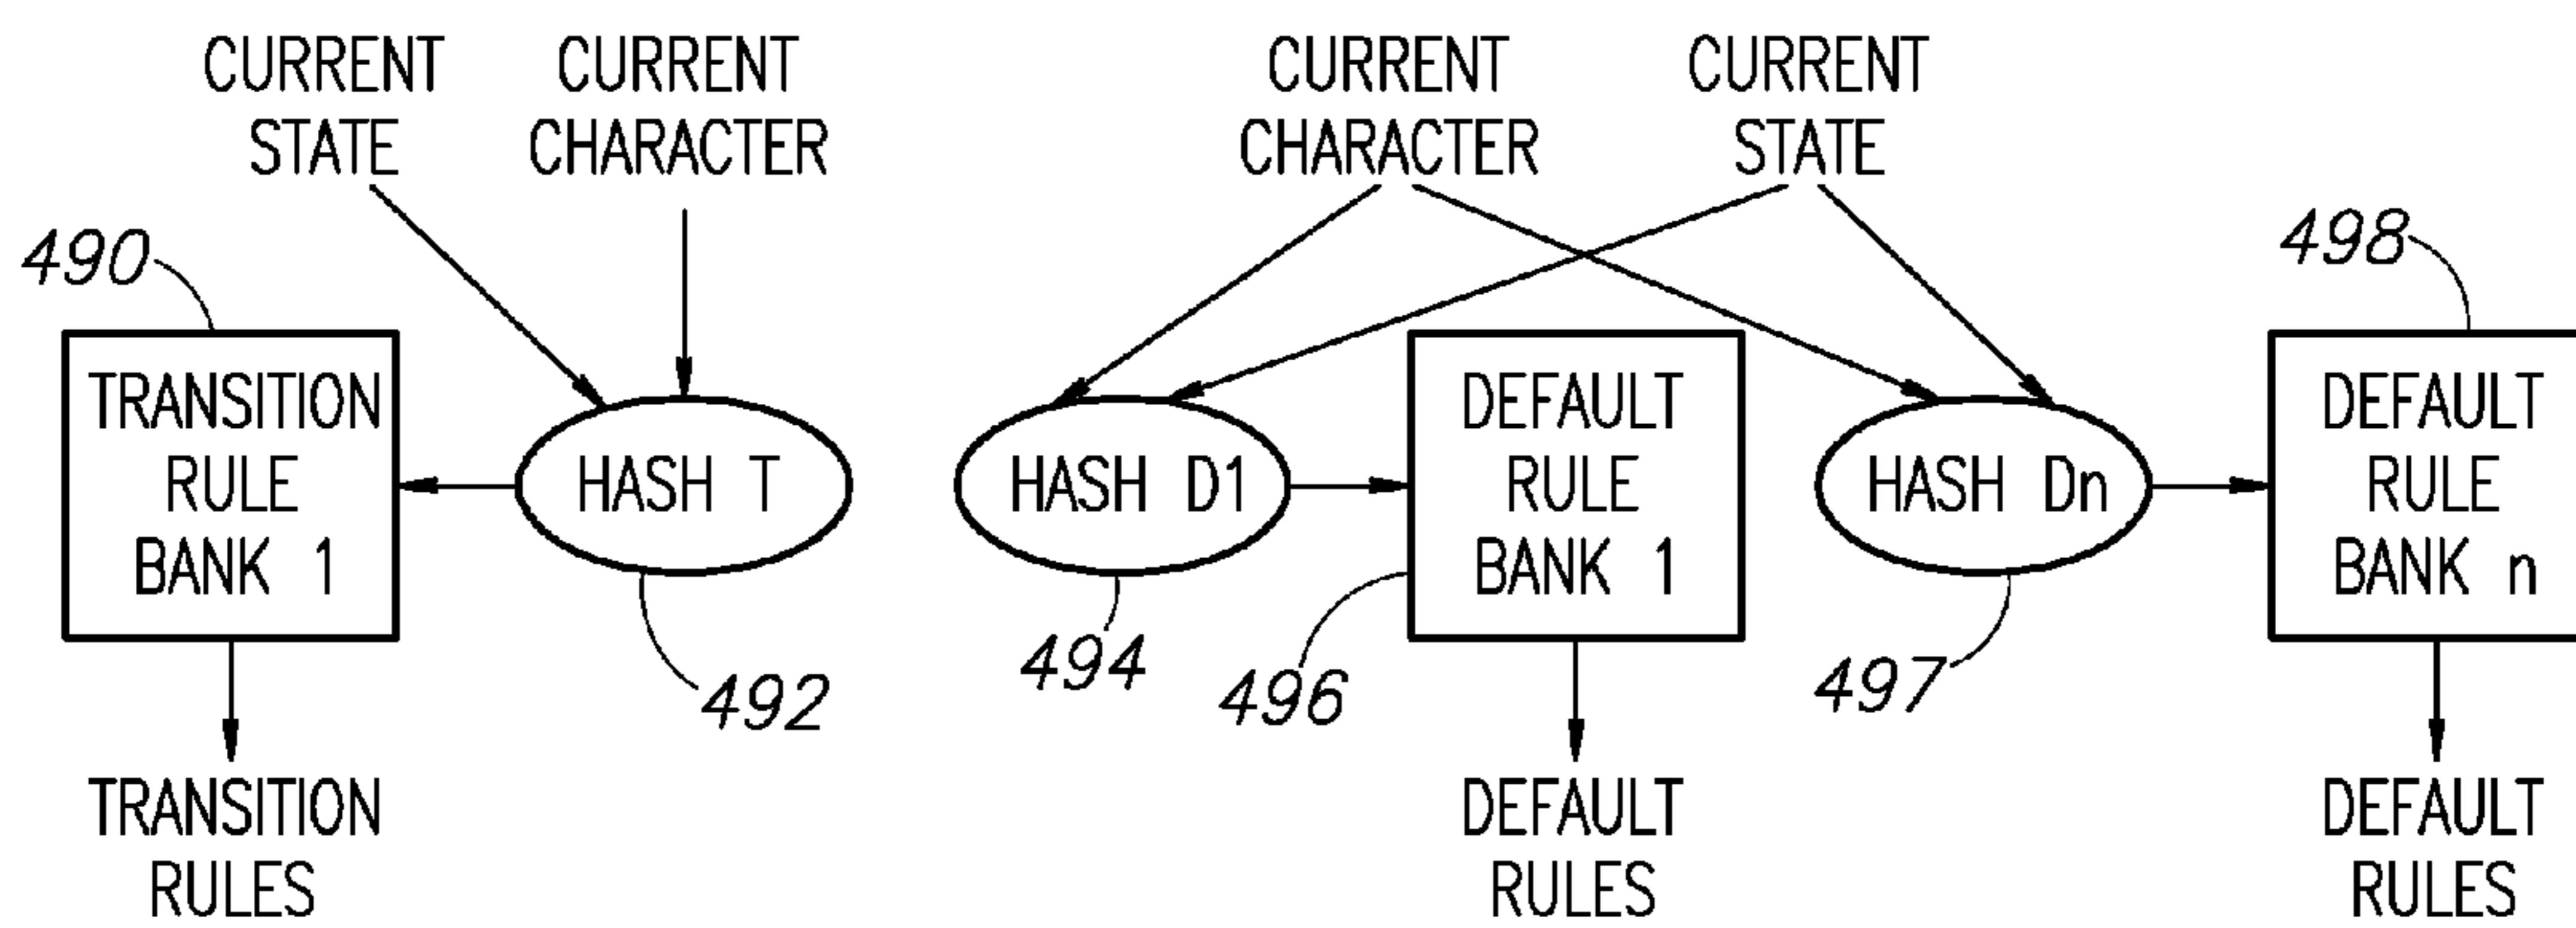 CURRENT STATE
CURRENT CHARACTER
CURRENT CHARACTER
CURRENT STATE
490
498
TRANSITION
RULE
BANK 1
HASH T
HASH D1
DEFAULT
RULE
BANK 1
HASH Dn
DEFAULT
RULE
BANK n
492
494
496
497
TRANSITION
RULES
DEFAULT
RULES
DEFAULT
RULES